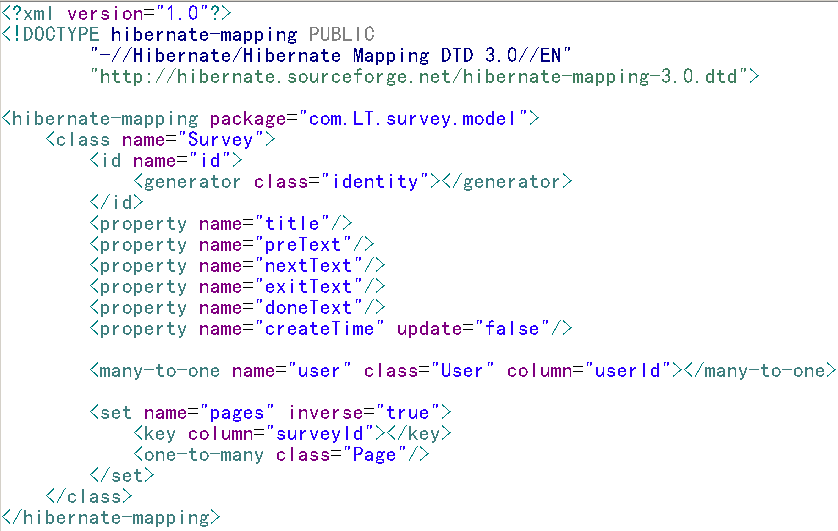 <?xml version="1.0"?>
<!DOCTYPE hibernate-mapping PUBLIC
        "-//Hibernate/Hibernate Mapping DTD 3.0//EN"
        "http://hibernate.sourceforge.net/hibernate-mapping-3.0.dtd">

<hibernate-mapping package="com.LT.survey.model">
    <class name="Survey">
        <id name="id">
            <generator class="identity"></generator>
        </id>
        <property name="title"/>
        <property name="preText"/>
        <property name="nextText"/>
        <property name="exitText"/>
        <property name="doneText"/>
        <property name="createTime" update="false"/>

        <many-to-one name="user" class="User" column="userId"></many-to-one>

        <set name="pages" inverse="true">
            <key column="surveyId"></key>
            <one-to-many class="Page"/>
        </set>
    </class>
</hibernate-mapping>